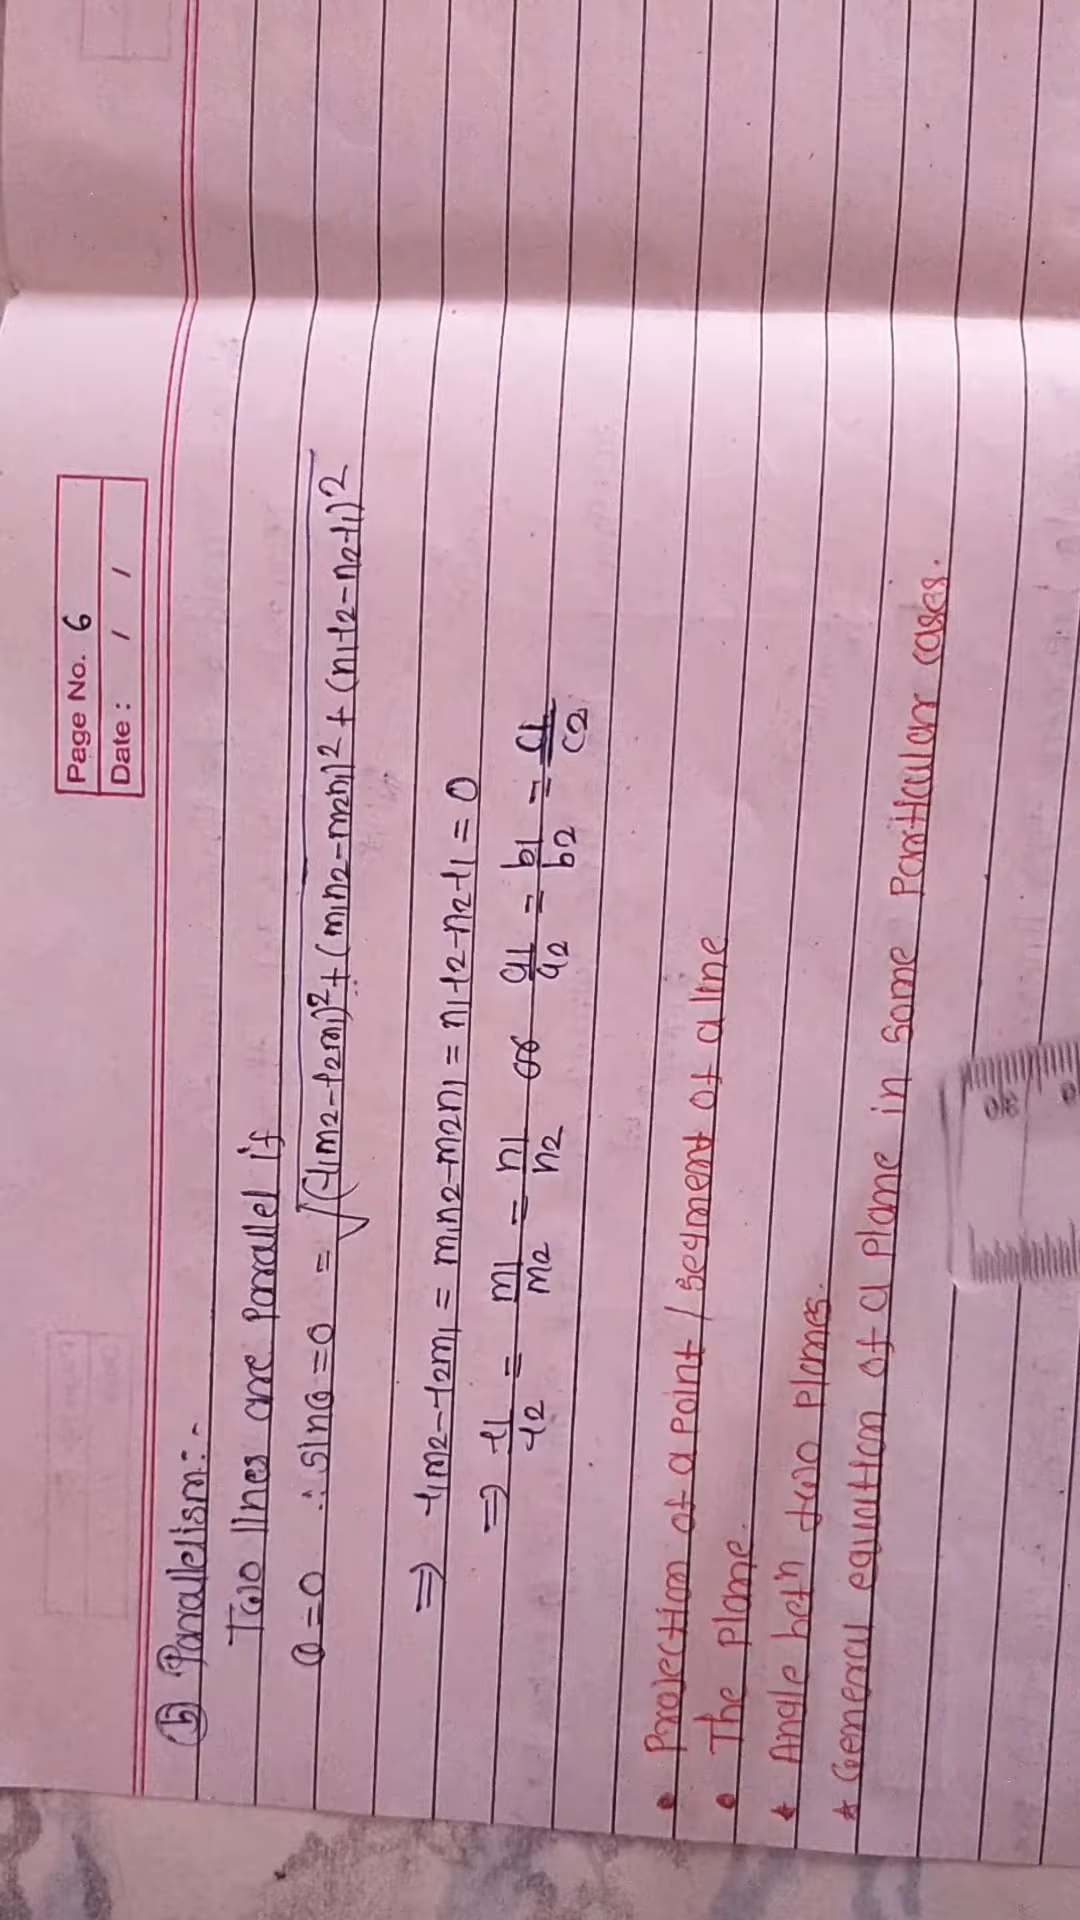 Page No. 6
Date : / /
(b) Parallelism:-
Two lines are parallel if
θ=0 ∴ sinθ=0 = √(l1m2-l2m1)²+(m1n2-m2n1)²+(n1l2-n2l1)²
⇒ l1m2-l2m1 = m1n2-m2n1 = n1l2-n2l1 = 0
⇒ l1/l2 = m1/m2 = n1/n2 or a1/a2 = b1/b2 = c1/c2
• Projection of a point / segment of a line
• The plane.
* Angle betn two planes.
* General equation of a plane in some Particular cases.